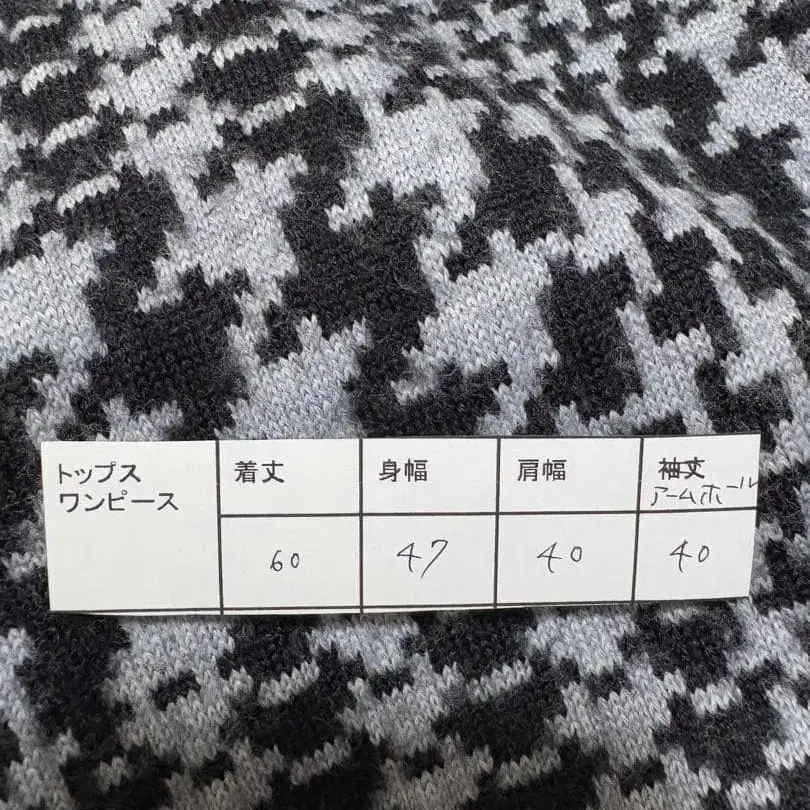 トップス
ワンピース
着丈 身幅 肩幅 袖丈
アームホール
60 47 40 40